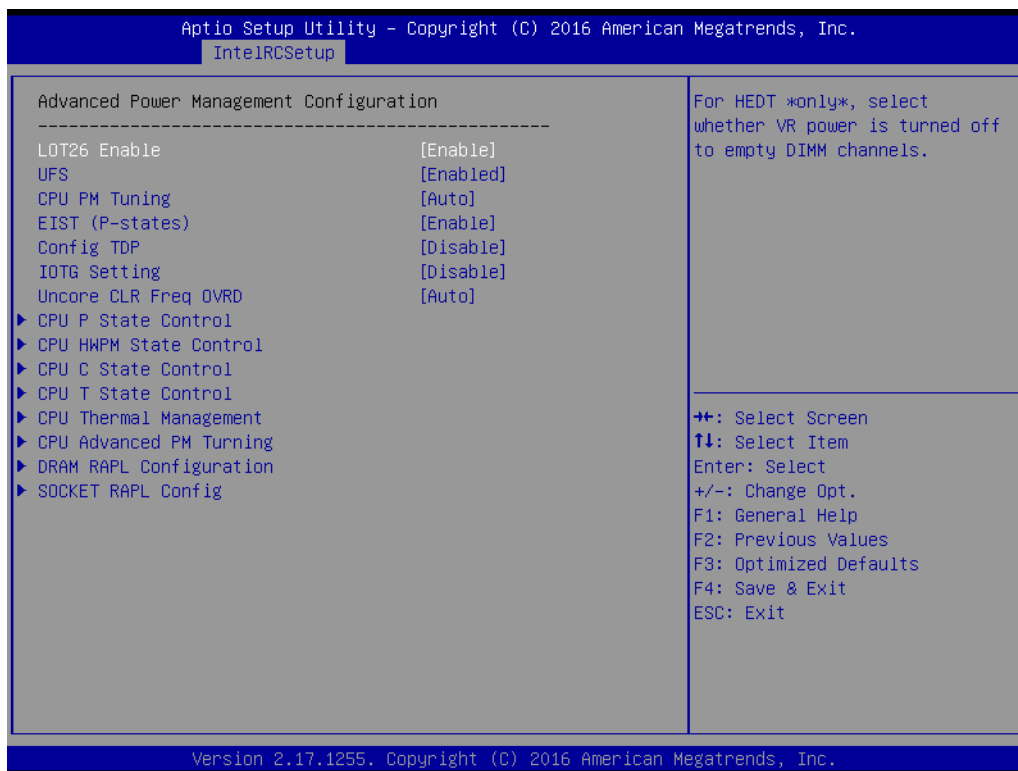 Aptio Setup Utility – Copyright (C) 2016 American Megatrends, Inc.
IntelRCSetup
Advanced Power Management Configuration
--------------------------------------------------
LOT26 Enable [Enable]
UFS [Enabled]
CPU PM Tuning [Auto]
EIST (P-states) [Enable]
Config TDP [Disable]
IOTG Setting [Disable]
Uncore CLR Freq OVRD [Auto]
▶ CPU P State Control
▶ CPU HWPM State Control
▶ CPU C State Control
▶ CPU T State Control
▶ CPU Thermal Management
▶ CPU Advanced PM Turning
▶ DRAM RAPL Configuration
▶ SOCKET RAPL Config
For HEDT *only*, select
whether VR power is turned off
to empty DIMM channels.
→←: Select Screen
↑↓: Select Item
Enter: Select
+/-: Change Opt.
F1: General Help
F2: Previous Values
F3: Optimized Defaults
F4: Save & Exit
ESC: Exit
Version 2.17.1255. Copyright (C) 2016 American Megatrends, Inc.